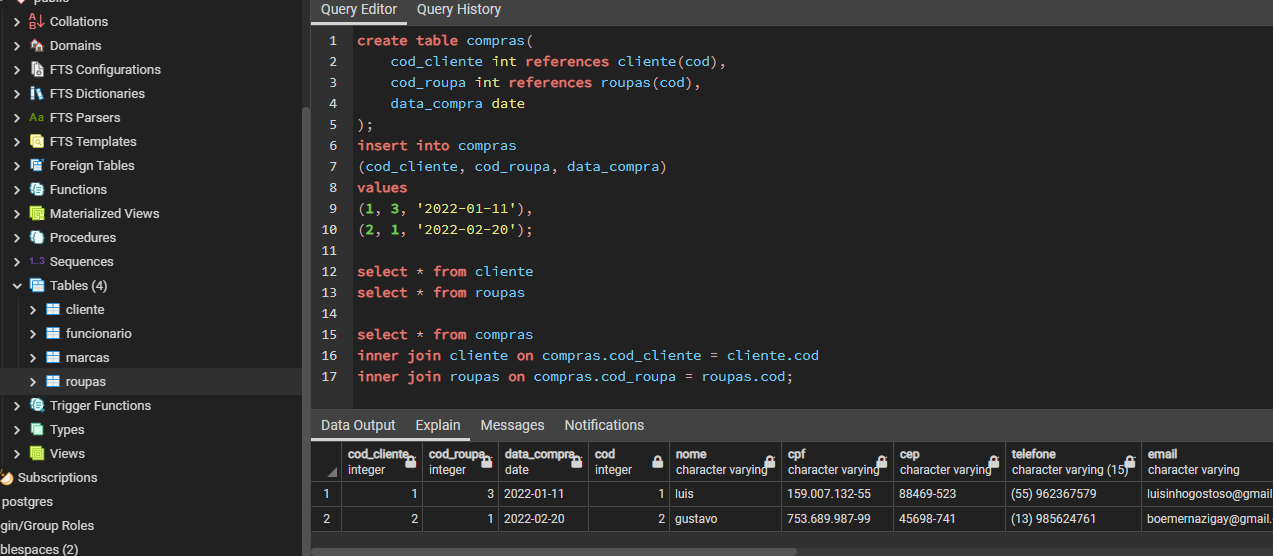 public
Collations
Domains
FTS Configurations
FTS Dictionaries
Aa FTS Parsers
FTS Templates
Foreign Tables
Functions
Materialized Views
Procedures
1..3 Sequences
Tables (4)
cliente
funcionario
marcas
roupas
Trigger Functions
Types
Views
Subscriptions
postgres
gin/Group Roles
blespaces (2)
Query Editor Query History
1 create table compras(
2 cod_cliente int references cliente(cod),
3 cod_roupa int references roupas(cod),
4 data_compra date
5 );
6 insert into compras
7 (cod_cliente, cod_roupa, data_compra)
8 values
9 (1, 3, '2022-01-11'),
10 (2, 1, '2022-02-20');
11
12 select * from cliente
13 select * from roupas
14
15 select * from compras
16 inner join cliente on compras.cod_cliente = cliente.cod
17 inner join roupas on compras.cod_roupa = roupas.cod;
Data Output Explain Messages Notifications
cod_cliente cod_roupa data_compra cod nome cpf cep telefone email
integer integer date integer character varying character varying character varying character varying (15) character varying
1 1 3 2022-01-11 1 luis 159.007.132-55 88469-523 (55) 962367579 luisinhogostoso@gmail
2 2 1 2022-02-20 2 gustavo 753.689.987-99 45698-741 (13) 985624761 boemernazigay@gmail.